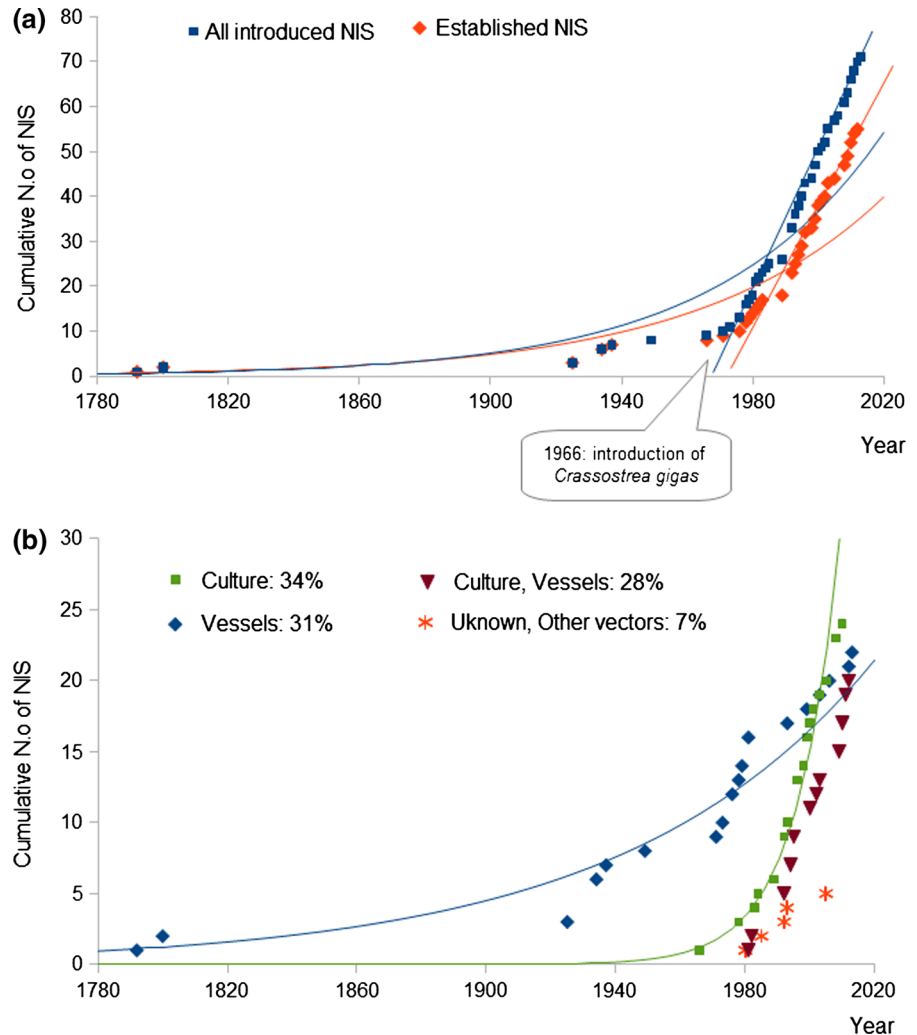 (a)
80
70
60
50
40
30
20
10
0
Cumulative N.o of NIS
All introduced NIS
Established NIS
1780 1820 1860 1900 1940 1980 2020
Year
1966: introduction of
Crassostrea gigas
(b)
30
25
20
15
10
5
0
Cumulative N.o of NIS
Culture: 34% Culture, Vessels: 28%
Vessels: 31% Uknown, Other vectors: 7%
1780 1820 1860 1900 1940 1980 2020
Year